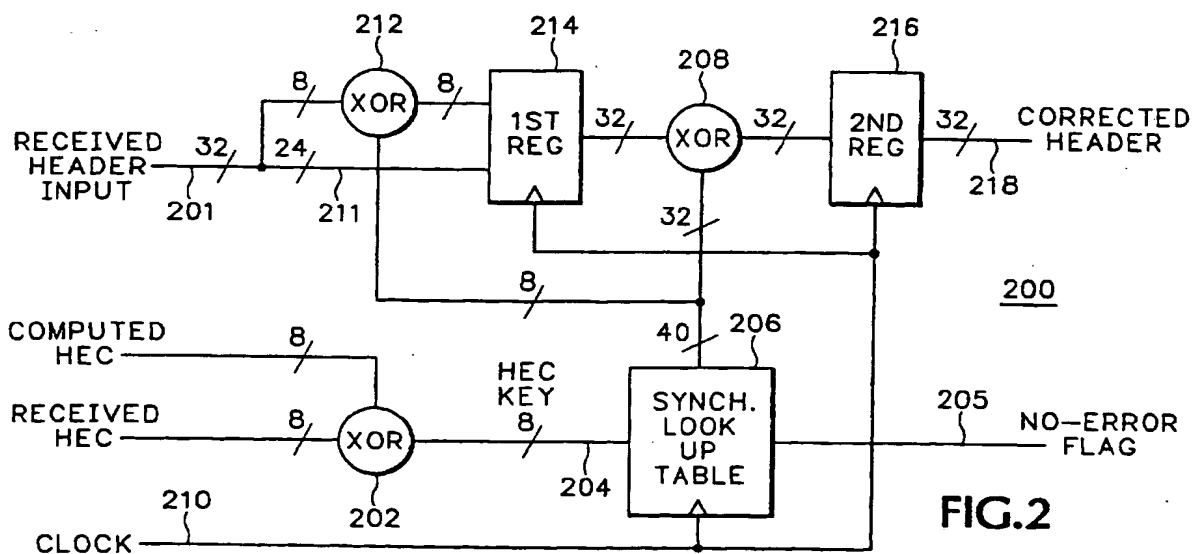 212
214
216
208
8
XOR
8
1ST
REG
32
XOR
32
2ND
REG
32
CORRECTED
HEADER
RECEIVED
HEADER
INPUT
32
24
201
211
218
32
8
200
COMPUTED
HEC
8
40
206
HEC
KEY
RECEIVED
HEC
8
XOR
8
SYNCH.
LOOK
UP
TABLE
205
NO-ERROR
FLAG
204
202
210
CLOCK
FIG.2